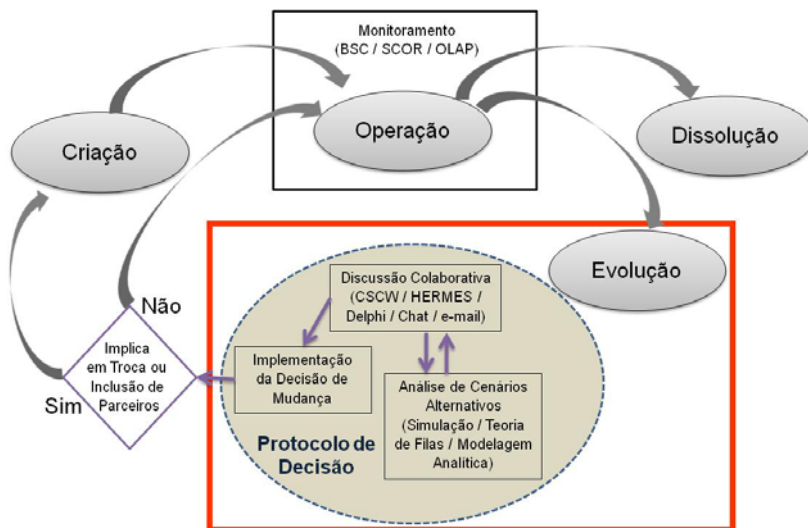 Monitoramento
(BSC / SCOR / OLAP)
Criação
Operação
Dissolução
Evolução
Discussão Colaborativa
(CSCW / HERMES /
Delphi / Chat / e-mail)
Não
Implica
em Troca ou
Inclusão de
Parceiros
Sim
Implementação
da Decisão de
Mudança
Análise de Cenários
Alternativos
(Simulação / Teoria
de Filas / Modelagem
Analítica)
Protocolo de
Decisão